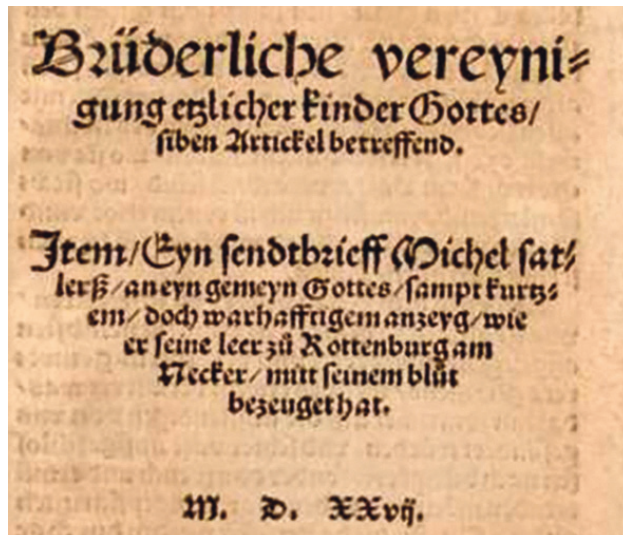 Brüderliche vereyni⸗
gung etzlicher kinder Gottes/
siben Artickel betreffend.
Item/ Eyn sendtbrieff Michel sat⸗
lerß/ an eyn gemeyn Gottes/ sampt kurtz⸗
em/ doch warhafftigem anzeyg/ wie
er seine leer zů Rottenburg am
Necker/ mitt seinem blůt
bezeuget hat.
M. D. XXvij.